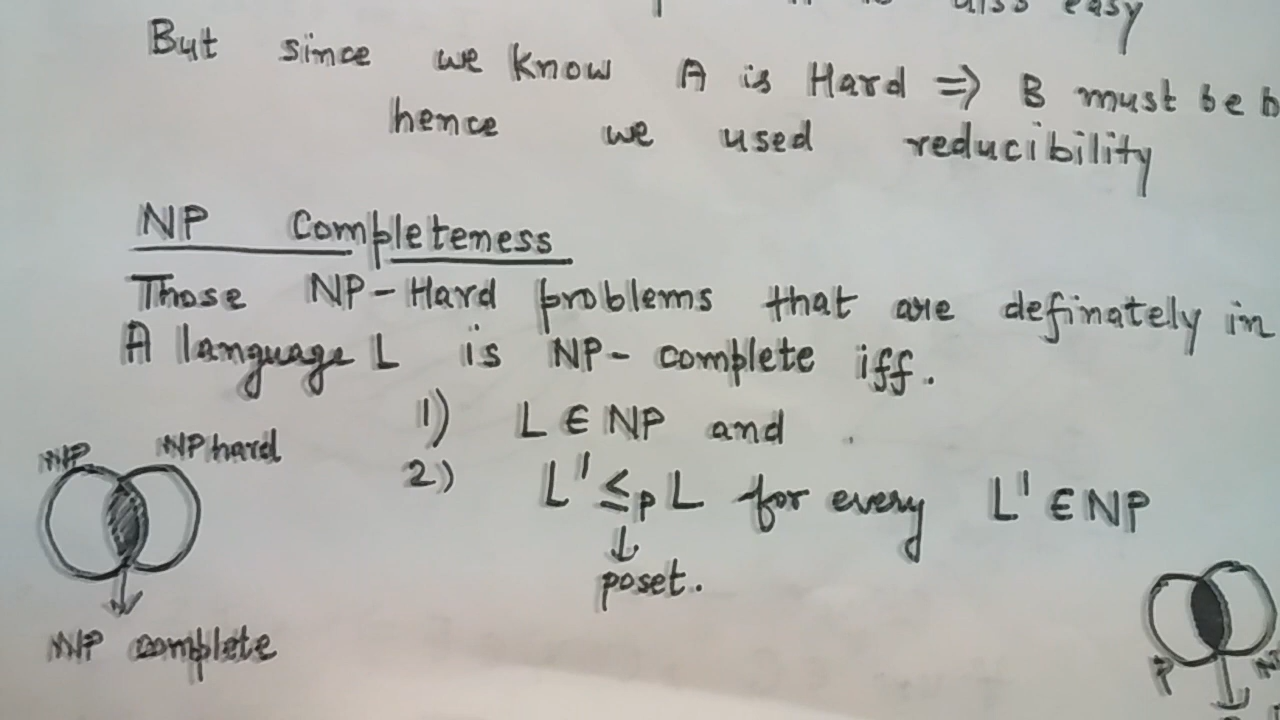 also easy
But since we know A is Hard => B must be
hence we used reducibility
NP Completeness
Those NP-Hard problems that are definately in
A language L is NP-complete iff.
1) L ∈ NP and
2) L' ≤p L for every L' ∈ NP
↓
poset.
NP NP hard
NP complete
P N